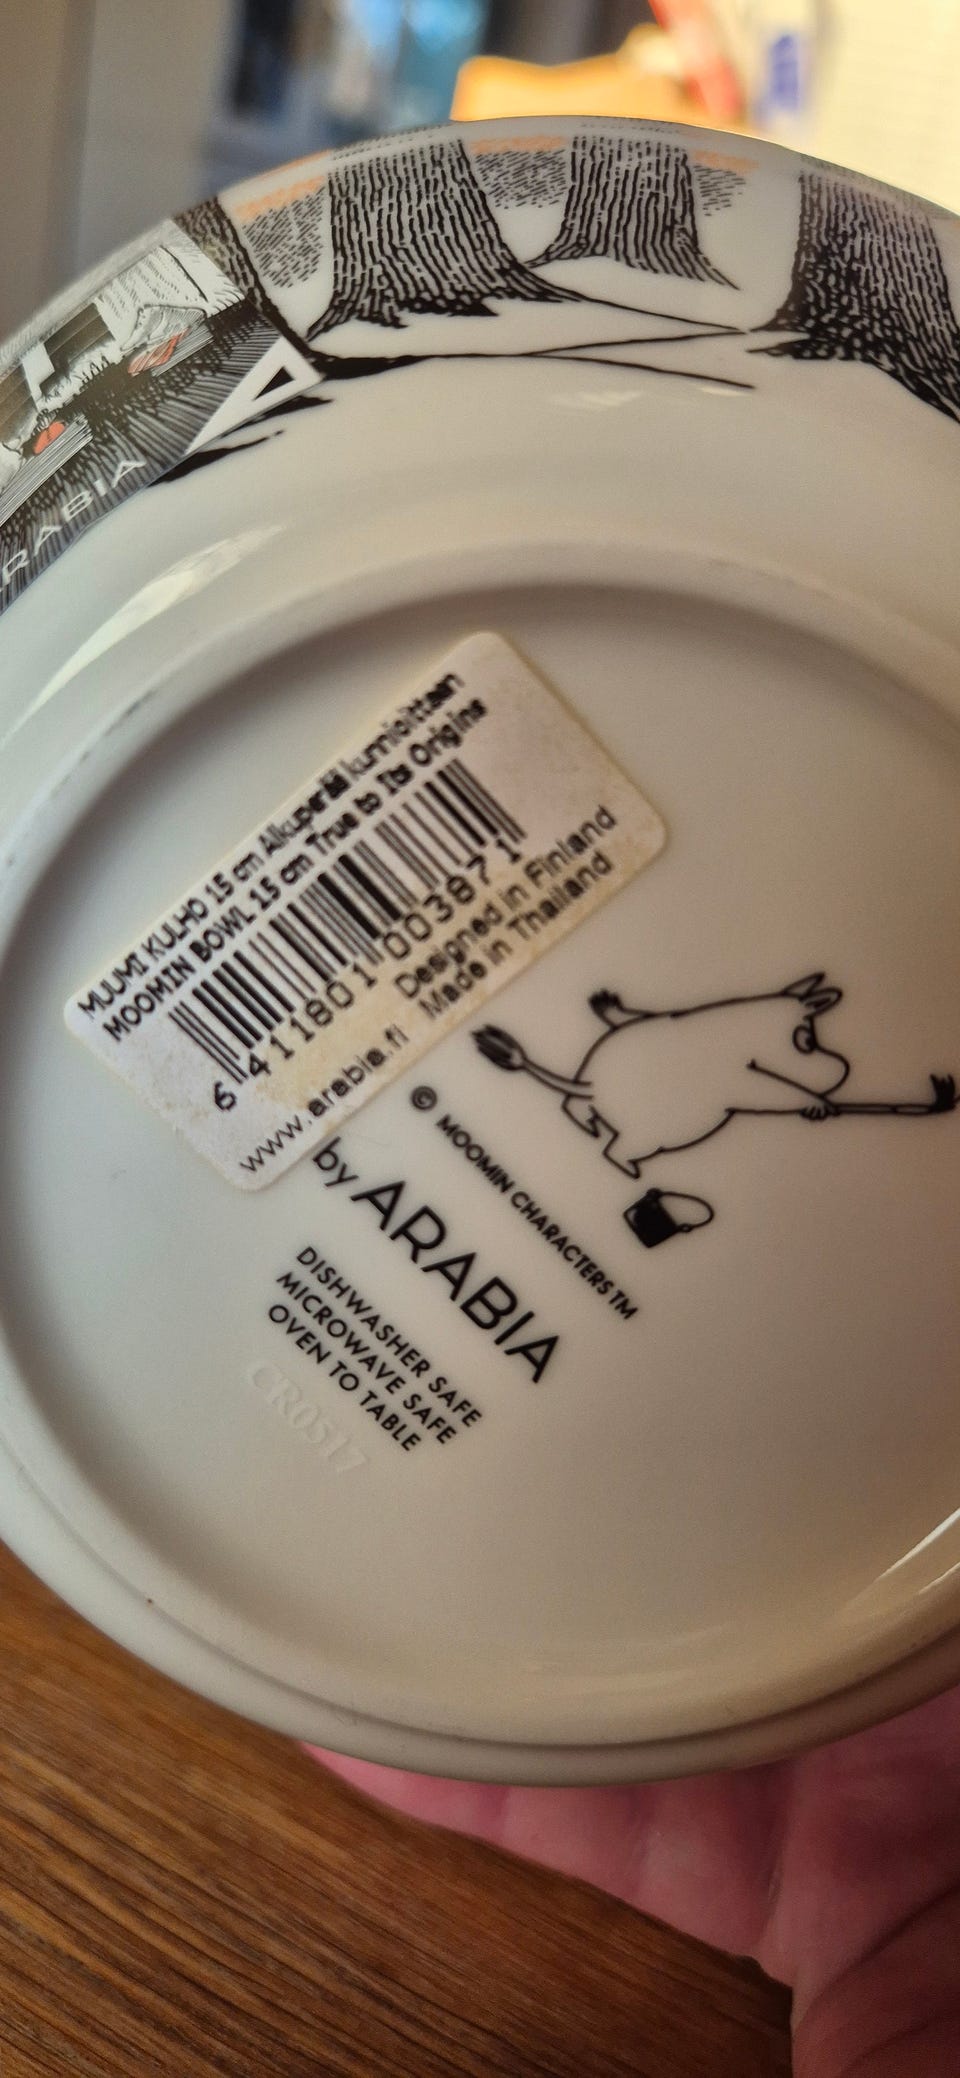 RABIA
MUUMI KULHO 15 cm Alkuperää kunnioittaen
MOOMIN BOWL 15 cm True to Its Origins
6 411801 003871
Designed in Finland
Made in Thailand
www.arabia.fi
© MOOMIN CHARACTERS TM
by ARABIA
DISHWASHER SAFE
MICROWAVE SAFE
OVEN TO TABLE
CR0517